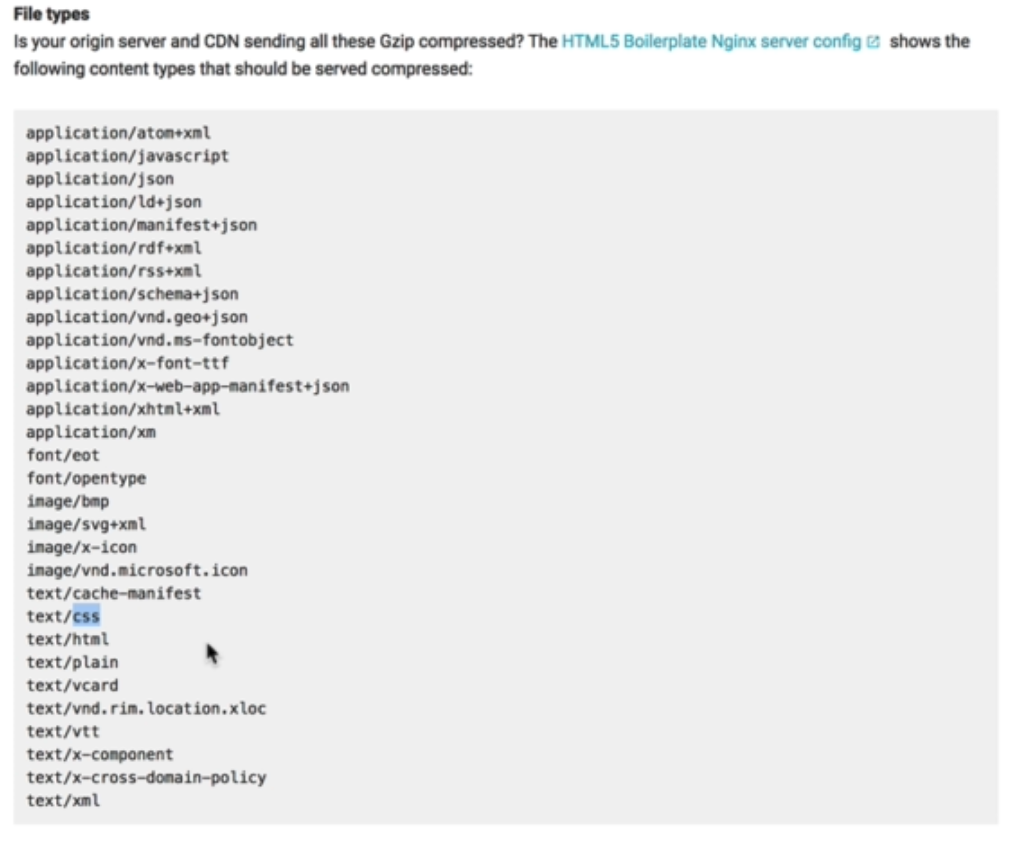 File types
Is your origin server and CDN sending all these Gzip compressed? The HTML5 Boilerplate Nginx server config shows the
following content types that should be served compressed:
application/atom+xml
application/javascript
application/json
application/ld+json
application/manifest+json
application/rdf+xml
application/rss+xml
application/schema+json
application/vnd.geo+json
application/vnd.ms-fontobject
application/x-font-ttf
application/x-web-app-manifest+json
application/xhtml+xml
application/xm
font/eot
font/opentype
image/bmp
image/svg+xml
image/x-icon
image/vnd.microsoft.icon
text/cache-manifest
text/css
text/html
text/plain
text/vcard
text/vnd.rim.location.xloc
text/vtt
text/x-component
text/x-cross-domain-policy
text/xml